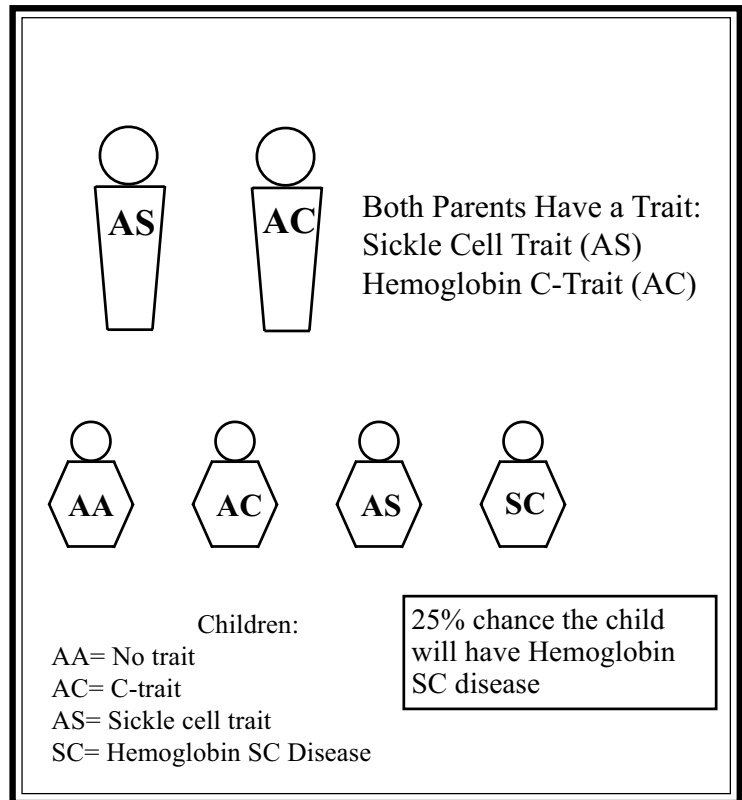 AS
AC
Both Parents Have a Trait:
Sickle Cell Trait (AS)
Hemoglobin C-Trait (AC)
AA
AC
AS
SC
Children:
AA= No trait
AC= C-trait
AS= Sickle cell trait
SC= Hemoglobin SC Disease
25% chance the child
will have Hemoglobin
SC disease